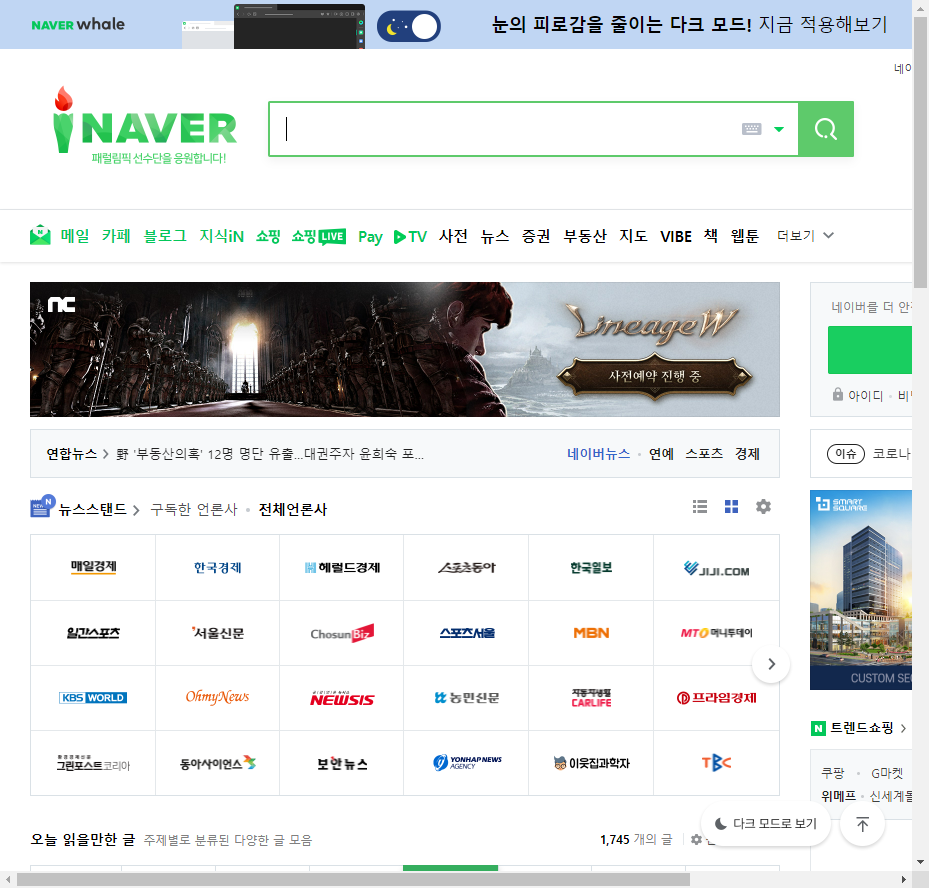 NAVER whale
눈의 피로감을 줄이는 다크 모드! 지금 적용해보기
네이
NAVER
패럴림픽 선수단을 응원합니다!
메일 카페 블로그 지식iN 쇼핑 쇼핑LIVE Pay TV 사전 뉴스 증권 부동산 지도 VIBE 책 웹툰 더보기
NC
Lineage W
사전예약 진행 중
네이버를 더 안
아이디 · 비
연합뉴스 > 野 '부동산의혹' 12명 명단 유출...대권주자 윤희숙 포...
네이버뉴스 · 연예 스포츠 경제
이슈 코로나
뉴스스탠드 > 구독한 언론사 · 전체언론사
매일경제 한국경제 헤럴드경제 스포츠동아 한국일보 JIJI.COM
일간스포츠 서울신문 ChosunBiz 스포츠서울 MBN MTO 머니투데이
KBS WORLD OhmyNews NEWSIS 농민신문 자동차생활 CARLIFE 프라임경제
그린포스트코리아 동아사이언스 보안뉴스 YONHAP NEWS AGENCY 이웃집과학자 TBC
SMART SQUARE
CUSTOM SE
N 트렌드쇼핑 >
쿠팡 · G마켓
위메프 · 신세계몰
오늘 읽을만한 글 주제별로 분류된 다양한 글 모음
1,745 개의 글
다크 모드로 보기